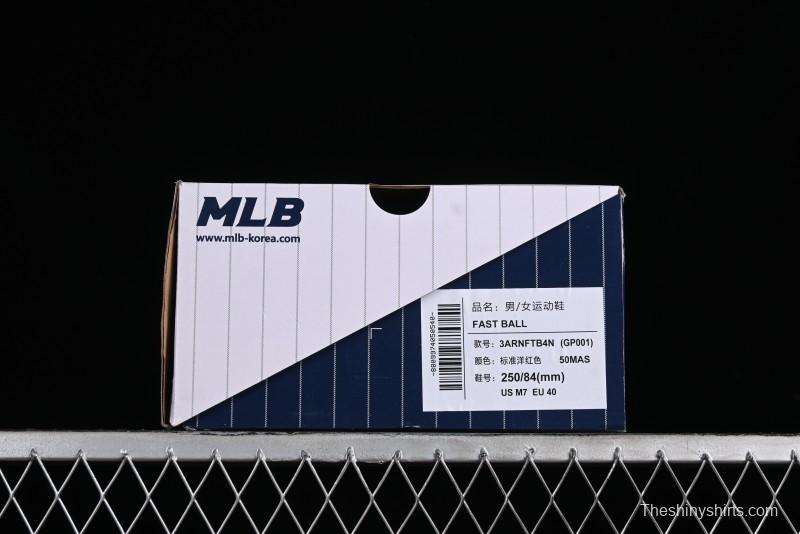 MLB
www.mlb-korea.com
品名：男/女运动鞋
FAST BALL
款号：3ARNFTB4N (GP001)
颜色：标准洋红色 50MAS
鞋号：250/84(mm)
US M7 EU 40
Theshinyshirts.com